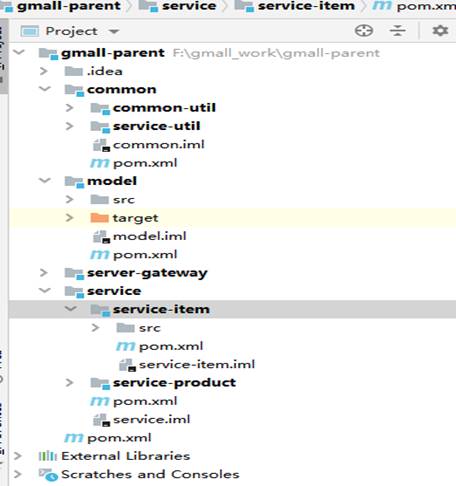 gmall-parent service service-item pom.xml
Project
gmall-parent F:\gmall_work\gmall-parent
.idea
common
common-util
service-util
common.iml
pom.xml
model
src
target
model.iml
pom.xml
server-gateway
service
service-item
src
pom.xml
service-item.iml
service-product
pom.xml
service.iml
pom.xml
External Libraries
Scratches and Consoles